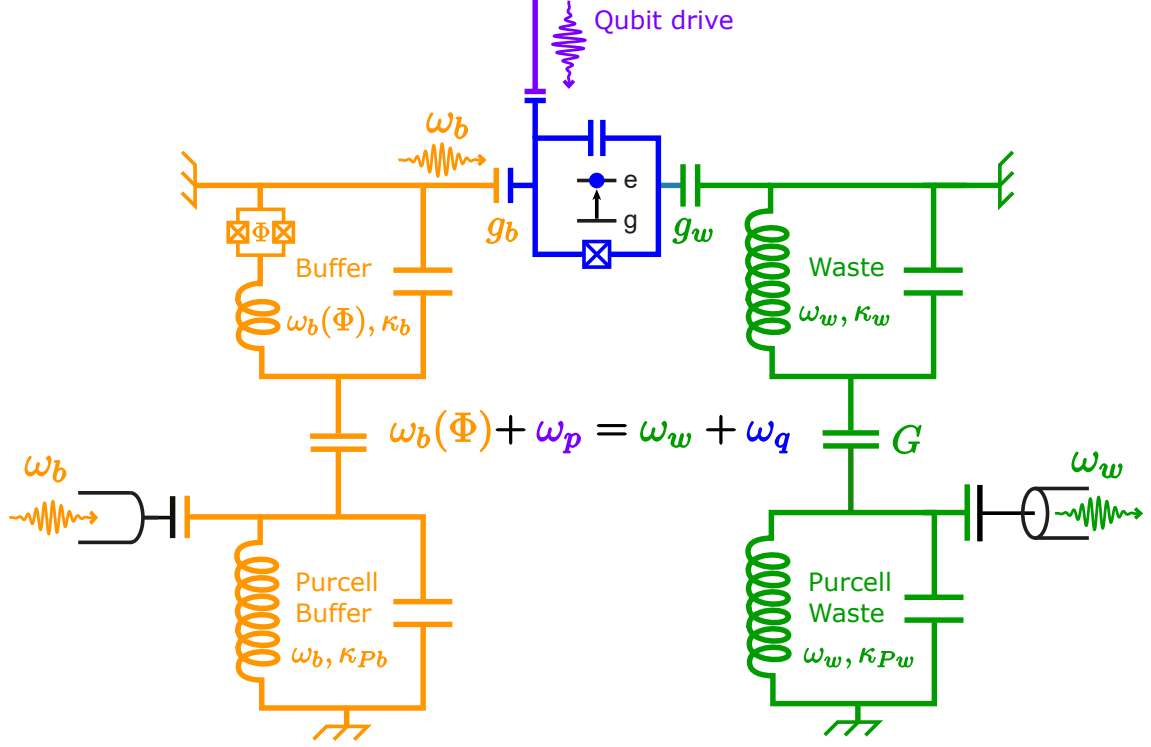 Qubit drive
ω_b
g_b
e
g
g_w
Φ
Buffer
ω_b(Φ), κ_b
Waste
ω_w, κ_w
ω_b(Φ) + ω_p = ω_w + ω_q
G
ω_b
ω_w
Purcell
Buffer
ω_b, κ_Pb
Purcell
Waste
ω_w, κ_Pw